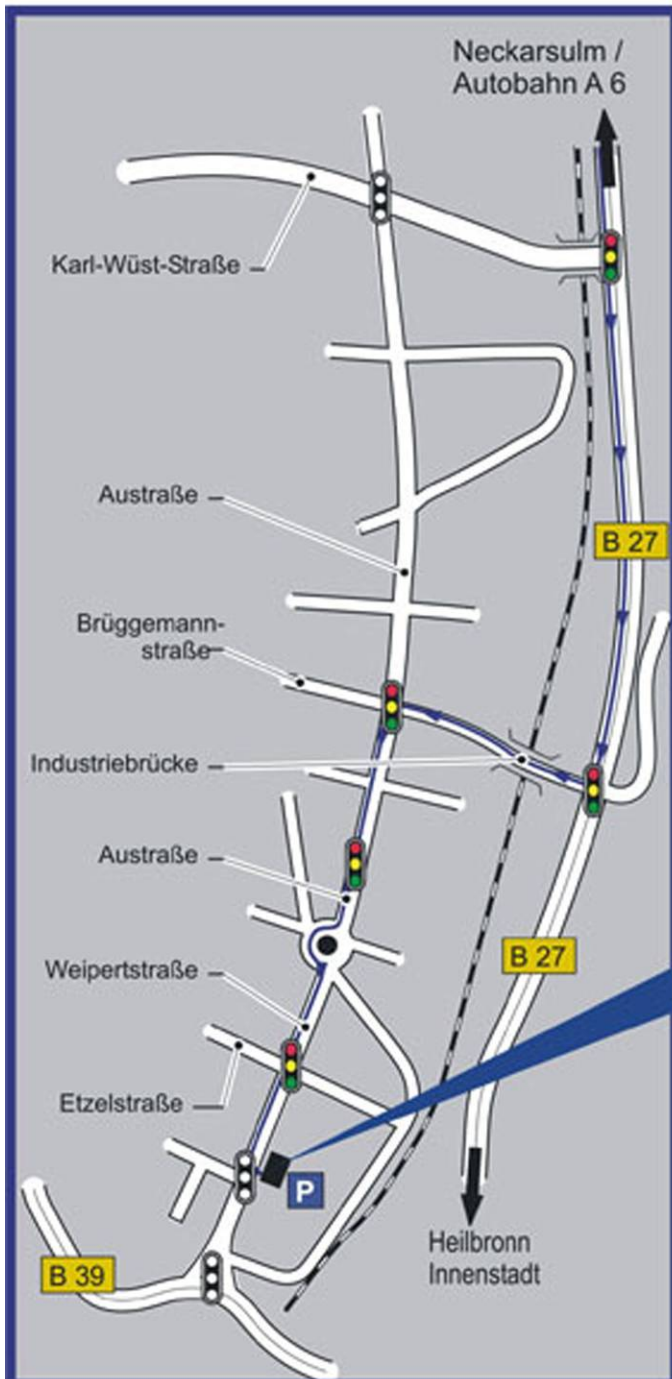 Neckarsulm /
Autobahn A 6
Karl-Wüst-Straße
Austraße
B 27
Brüggemann-
straße
Industriebrücke
Austraße
B 27
Weipertstraße
Etzelstraße
P
Heilbronn
Innenstadt
B 39